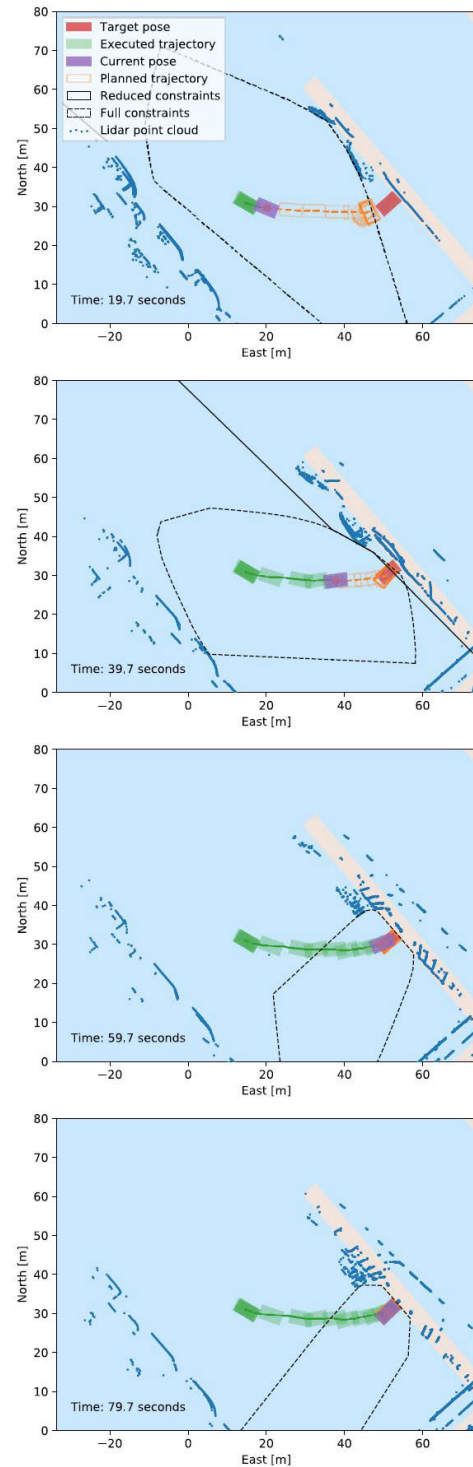 80
70
60
50
40
30
20
10
0
North [m]
Target pose
Executed trajectory
Current pose
Planned trajectory
Reduced constraints
Full constraints
Lidar point cloud
Time: 19.7 seconds
−20 0 20 40 60
East [m]
80
70
60
50
40
30
20
10
0
North [m]
Time: 39.7 seconds
−20 0 20 40 60
East [m]
80
70
60
50
40
30
20
10
0
North [m]
Time: 59.7 seconds
−20 0 20 40 60
East [m]
80
70
60
50
40
30
20
10
0
North [m]
Time: 79.7 seconds
−20 0 20 40 60
East [m]